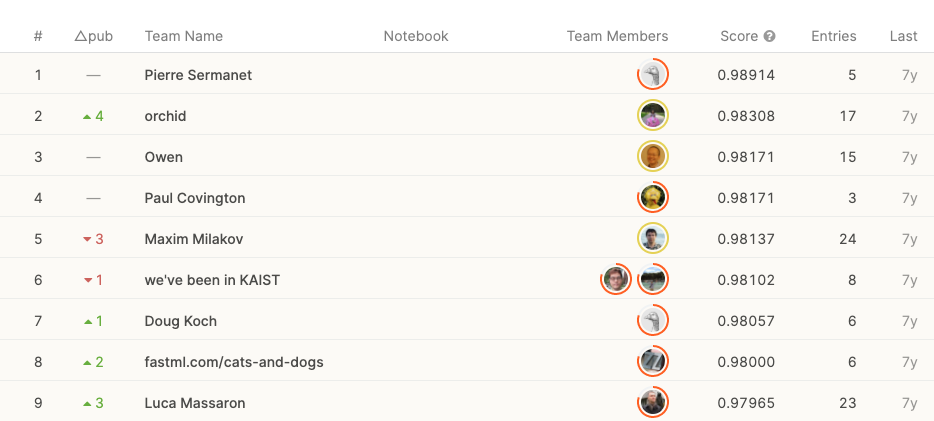 # △pub Team Name Notebook Team Members Score ? Entries Last
1 — Pierre Sermanet 0.98914 5 7y
2 ▲ 4 orchid 0.98308 17 7y
3 — Owen 0.98171 15 7y
4 — Paul Covington 0.98171 3 7y
5 ▼ 3 Maxim Milakov 0.98137 24 7y
6 ▼ 1 we've been in KAIST 0.98102 8 7y
7 ▲ 1 Doug Koch 0.98057 6 7y
8 ▲ 2 fastml.com/cats-and-dogs 0.98000 6 7y
9 ▲ 3 Luca Massaron 0.97965 23 7y